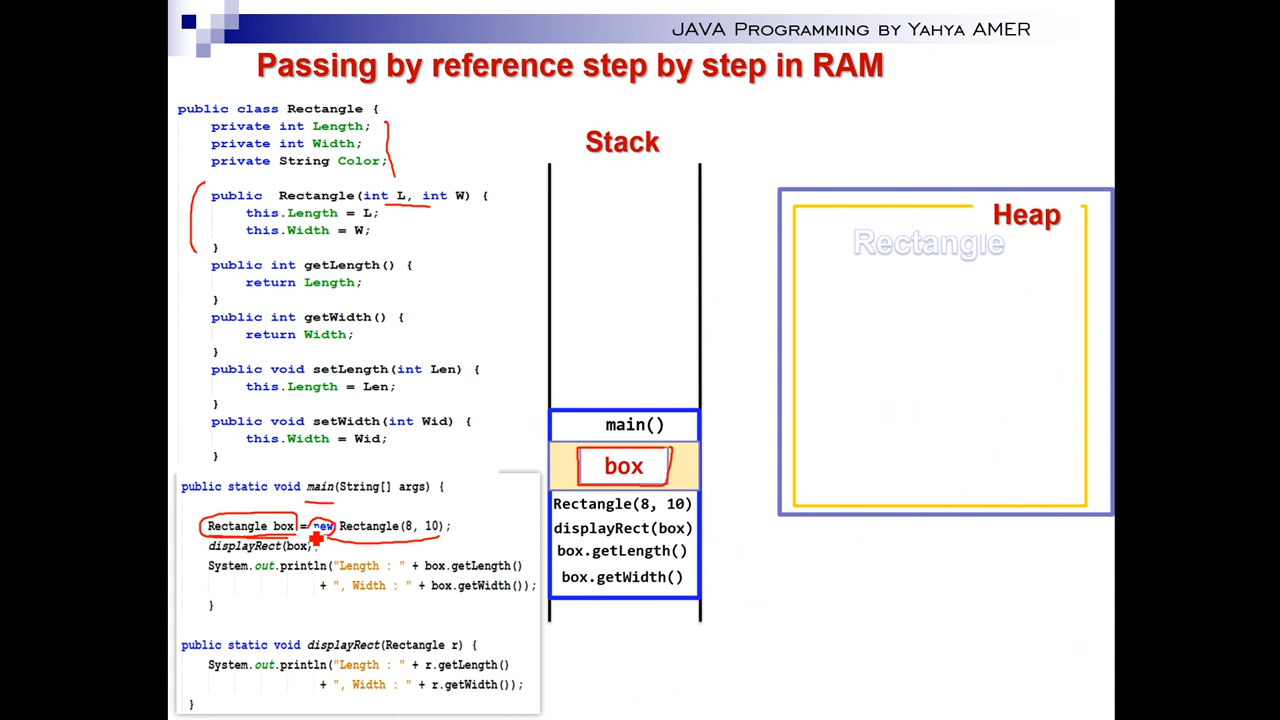 JAVA PROGRAMMING BY YAHYA AMER
Passing by reference step by step in RAM
public class Rectangle {
private int Length;
private int Width;
private String Color;
public Rectangle(int L, int W) {
this.Length = L;
this.Width = W;
}
public int getLength() {
return Length;
}
public int getWidth() {
return Width;
}
public void setLength(int Len) {
this.Length = Len;
}
public void setWidth(int Wid) {
this.Width = Wid;
}
public static void main(String[] args) {
Rectangle box = new Rectangle(8, 10);
displayRect(box);
System.out.println("Length : " + box.getLength()
+ ", Width : " + box.getWidth());
}
public static void displayRect(Rectangle r) {
System.out.println("Length : " + r.getLength()
+ ", Width : " + r.getWidth());
}
Stack
main()
box
Rectangle(8, 10)
displayRect(box)
box.getLength()
box.getWidth()
Heap
Rectangle